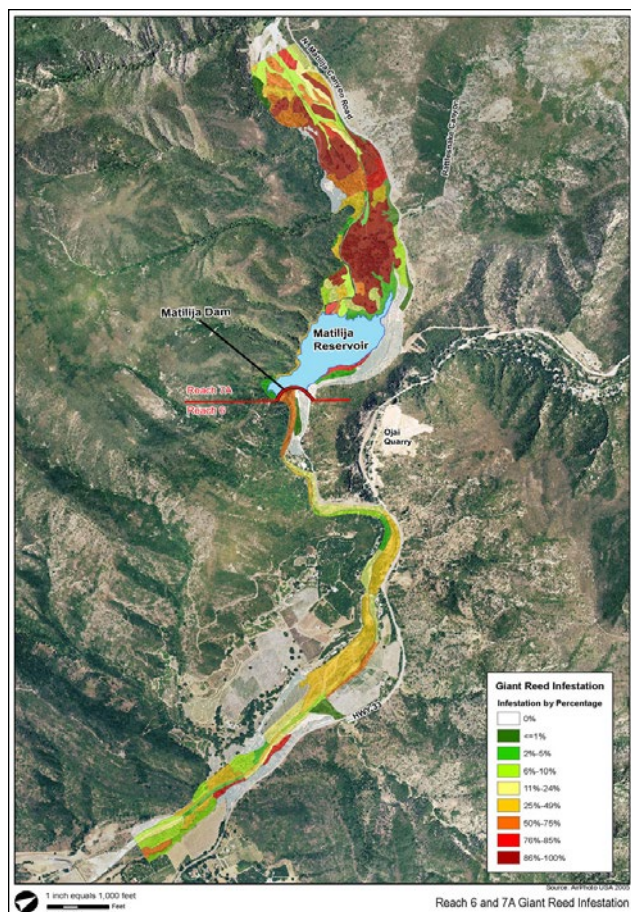 N. Matilija Canyon Road
Rattlesnake Canyon
Matilija Dam
Matilija
Reservoir
Reach 7A
Reach 6
Ojai
Quarry
HWY 33
Giant Reed Infestation
Infestation by Percentage
0%
<=1%
2%-5%
6%-10%
11%-24%
25%-49%
50%-75%
76%-85%
86%-100%
Source: AirPhoto USA 2005
1 inch equals 1,000 feet
Feet
Reach 6 and 7A Giant Reed Infestation